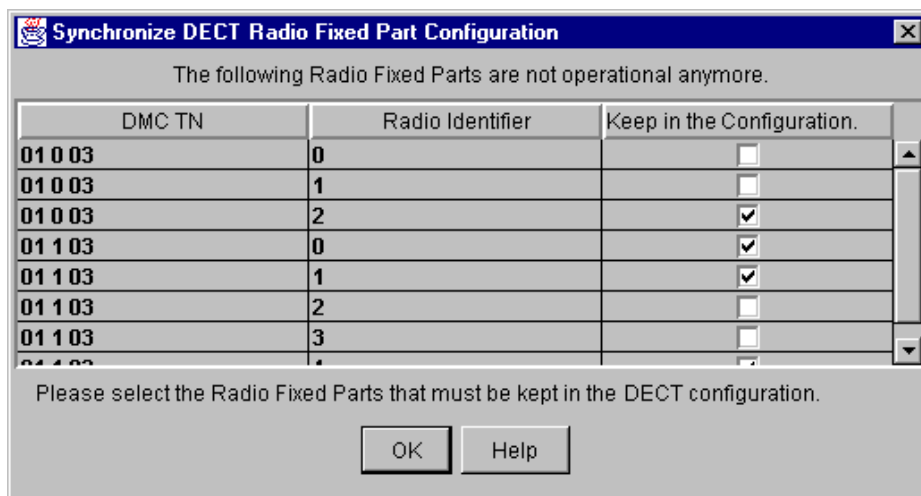 Synchronize DECT Radio Fixed Part Configuration
The following Radio Fixed Parts are not operational anymore.
DMC TN Radio Identifier Keep in the Configuration.
01 0 03 0
01 0 03 1
01 0 03 2
01 1 03 0
01 1 03 1
01 1 03 2
01 1 03 3
Please select the Radio Fixed Parts that must be kept in the DECT configuration.
OK Help